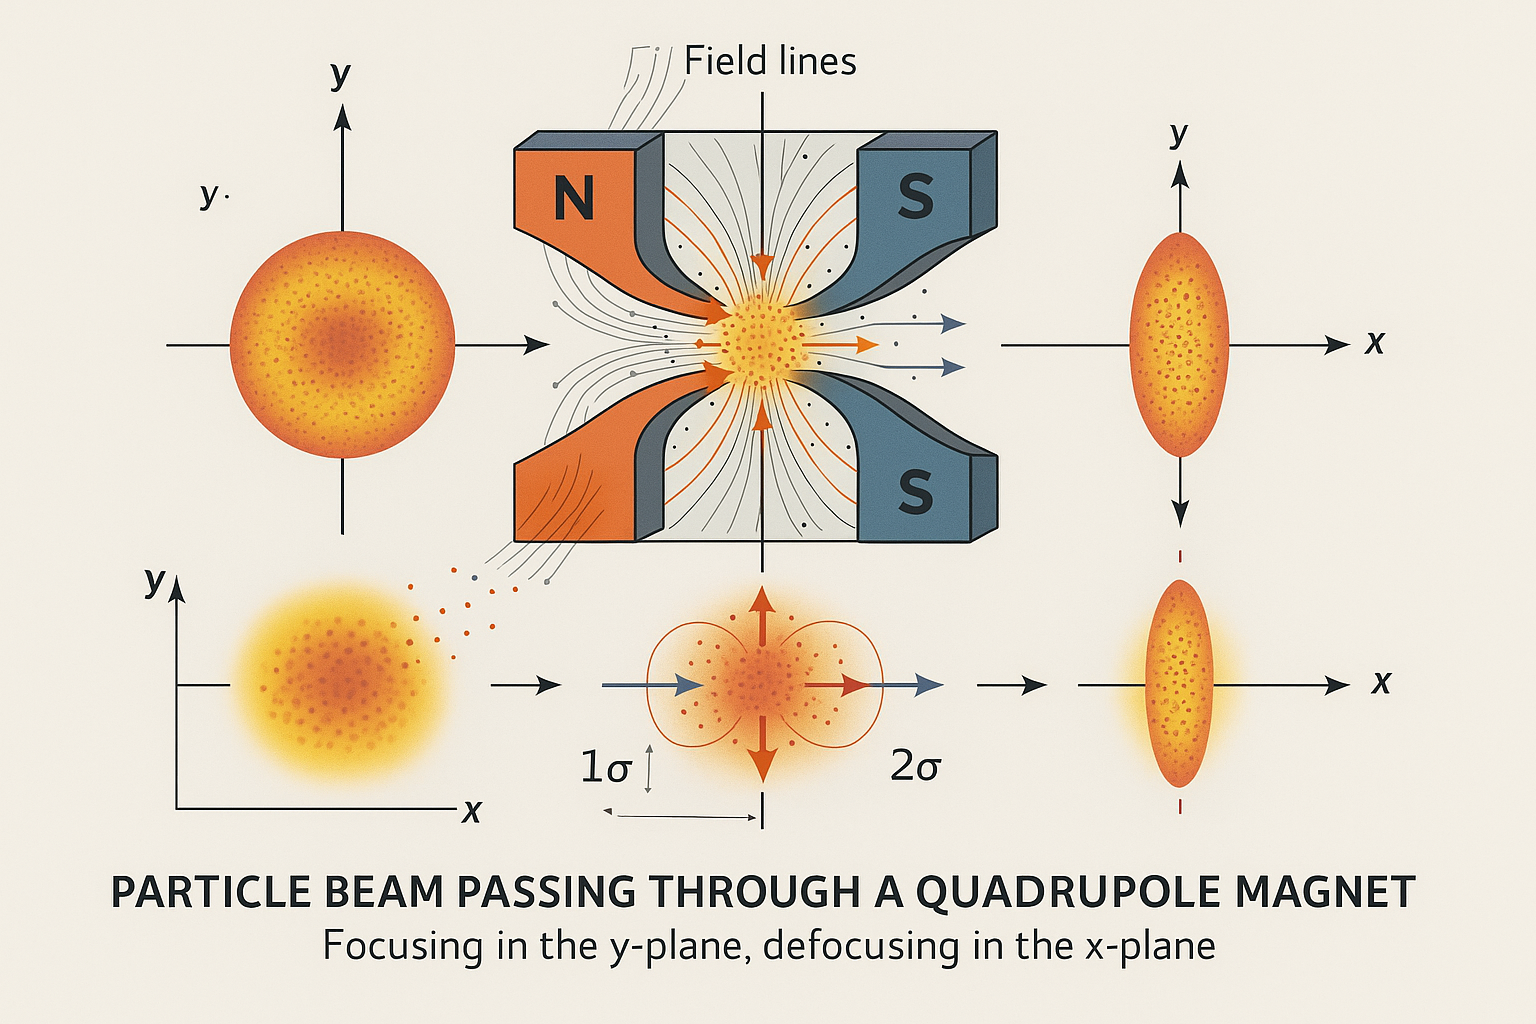 Field lines
y
y
y·
N
S
x
S
y
x
x
1σ
2σ
PARTICLE BEAM PASSING THROUGH A QUADRUPOLE MAGNET
Focusing in the y-plane, defocusing in the x-plane